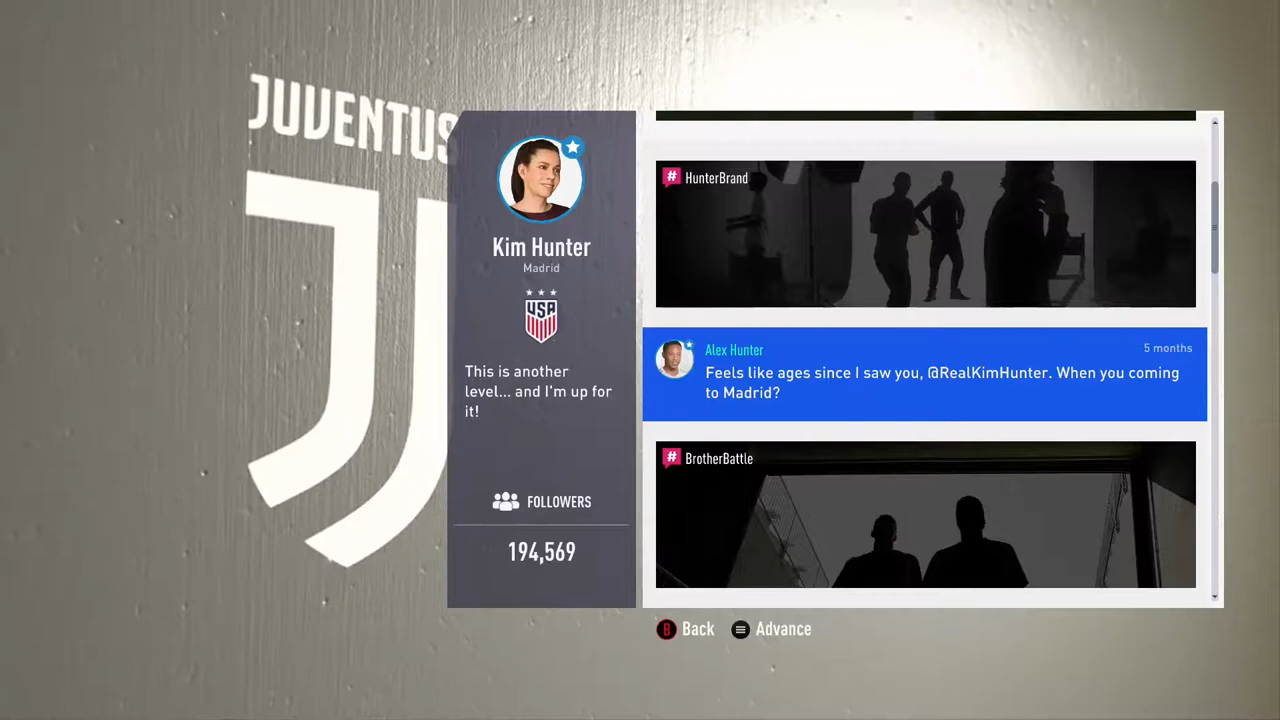 JUVENTUS
Kim Hunter
Madrid
USA
This is another
level... and I'm up for
it!
FOLLOWERS
194,569
# HunterBrand
Alex Hunter
5 months
Feels like ages since I saw you, @RealKimHunter. When you coming
to Madrid?
# BrotherBattle
B Back
Advance